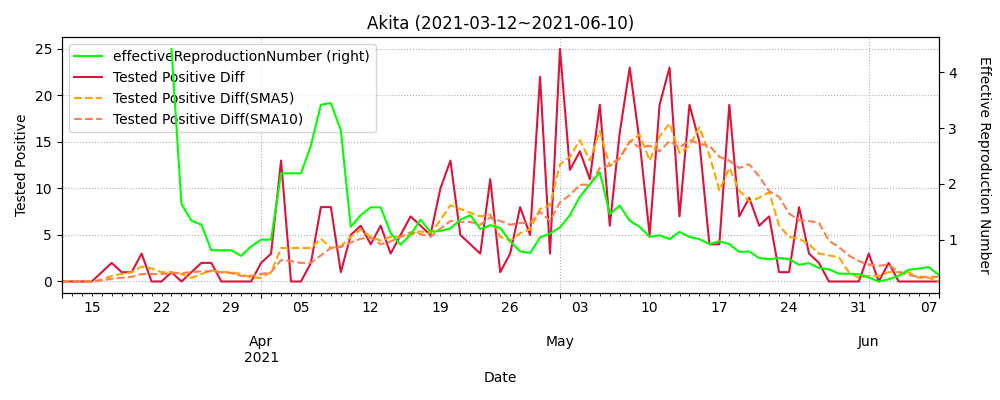 Akita (2021-03-12~2021-06-10)
effectiveReproductionNumber (right)
Tested Positive Diff
Tested Positive Diff(SMA5)
Tested Positive Diff(SMA10)
Tested Positive
25
20
15
10
5
0
4
3
2
1
Effective Reproduction Number
15 22 29 05 12 19 26 03 10 17 24 31 07
Apr May Jun
2021
Date